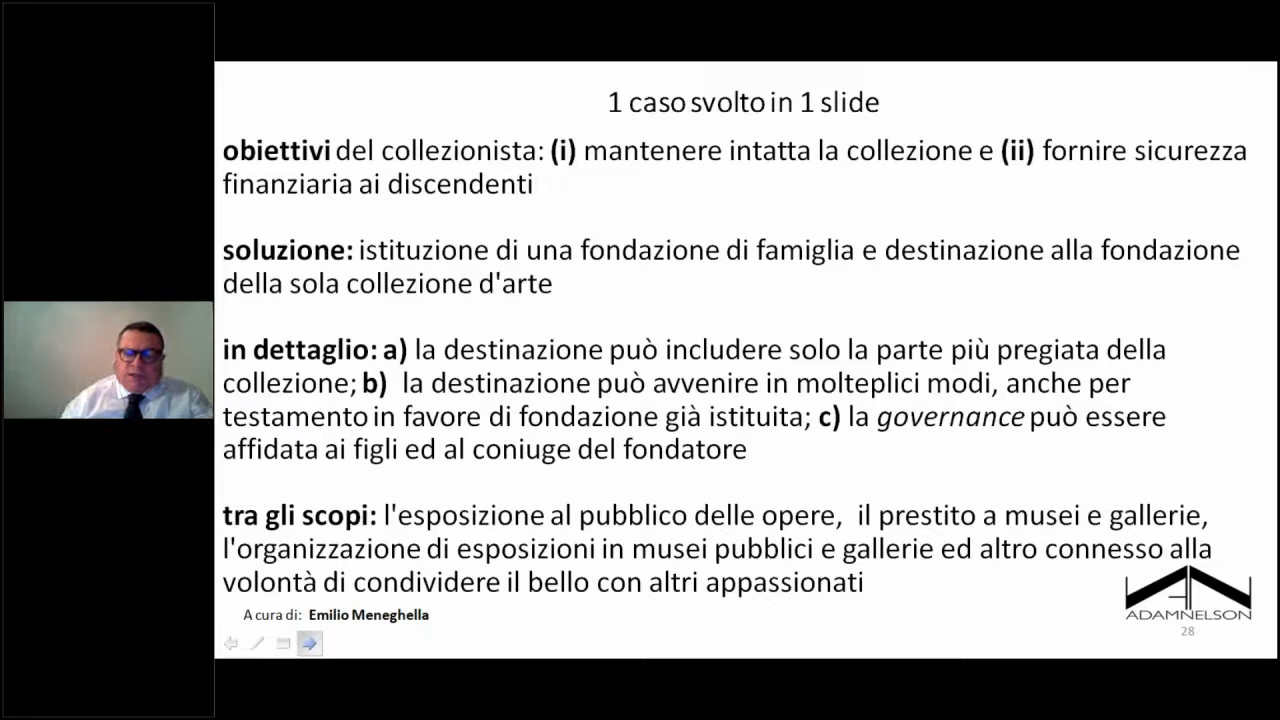 1 caso svolto in 1 slide
obiettivi del collezionista: (i) mantenere intatta la collezione e (ii) fornire sicurezza
finanziaria ai discendenti
soluzione: istituzione di una fondazione di famiglia e destinazione alla fondazione
della sola collezione d'arte
in dettaglio: a) la destinazione può includere solo la parte più pregiata della
collezione; b) la destinazione può avvenire in molteplici modi, anche per
testamento in favore di fondazione già istituita; c) la governance può essere
affidata ai figli ed al coniuge del fondatore
tra gli scopi: l'esposizione al pubblico delle opere, il prestito a musei e gallerie,
l'organizzazione di esposizioni in musei pubblici e gallerie ed altro connesso alla
volontà di condividere il bello con altri appassionati
A cura di: Emilio Meneghella
ADAMNELSON
28